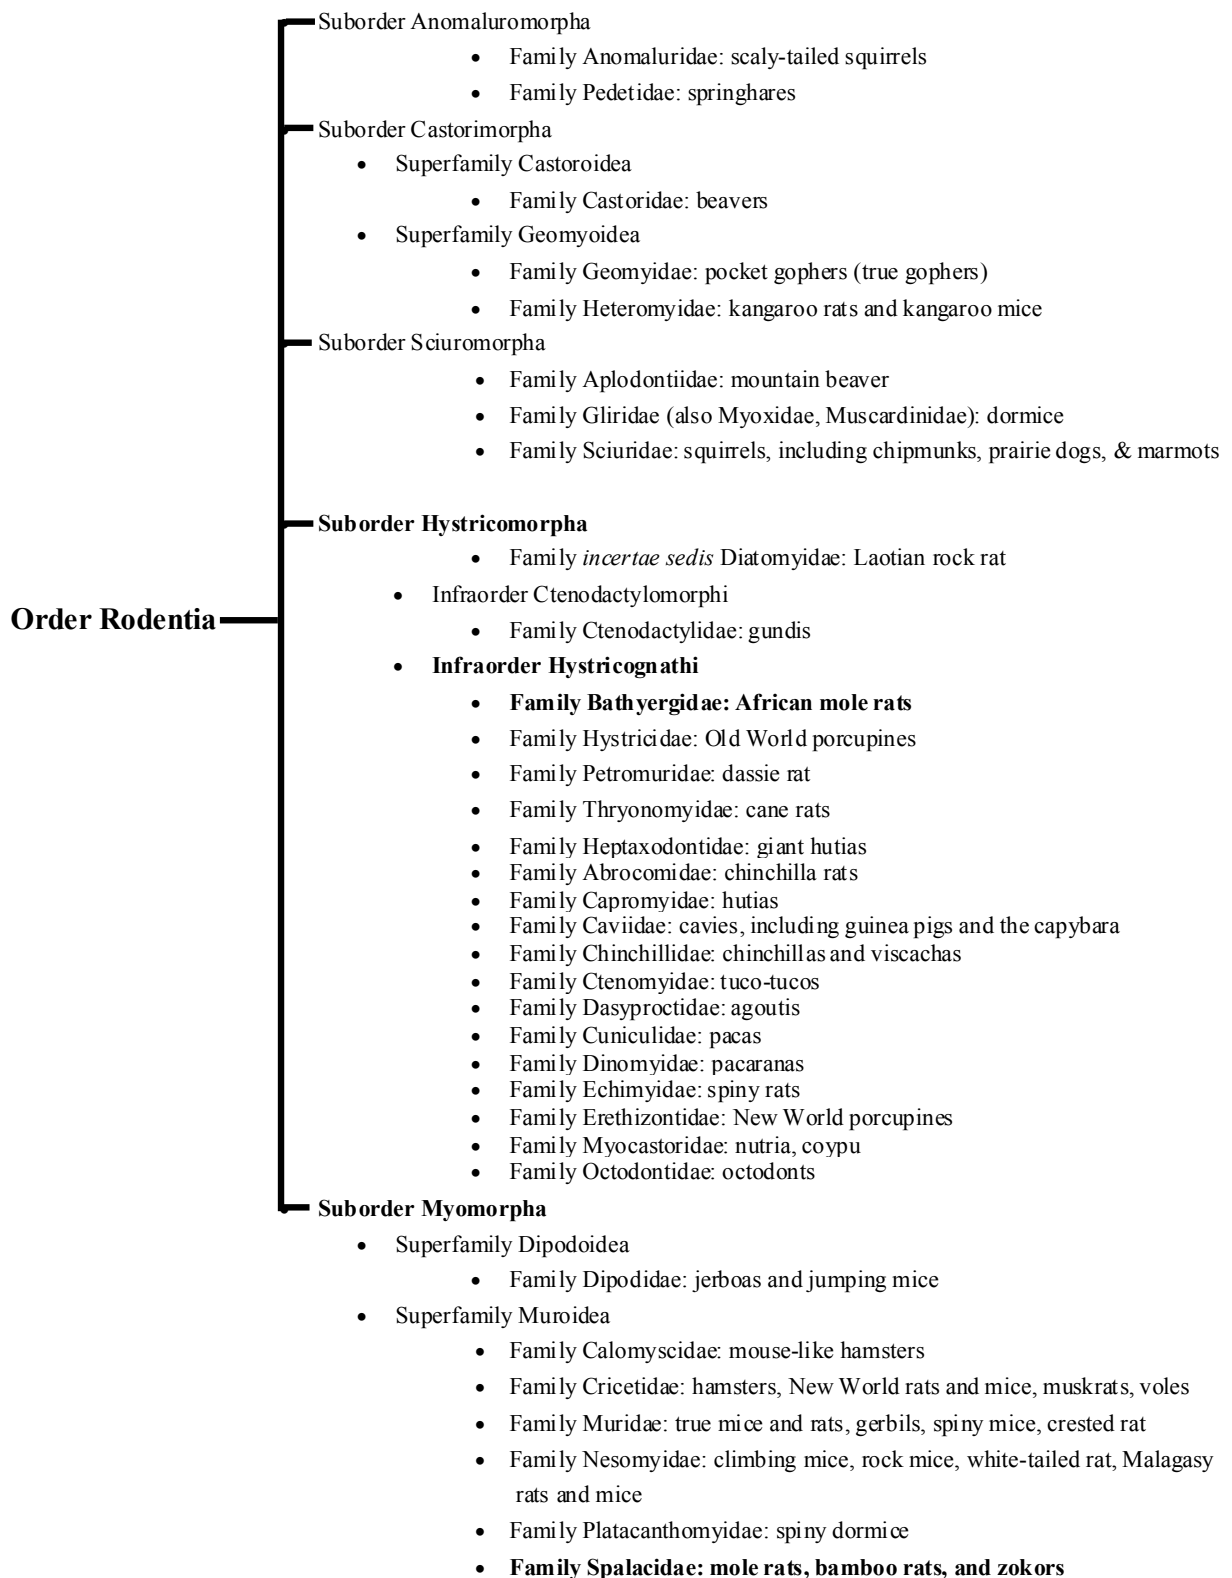 Suborder Anomaluromorpha
• Family Anomaluridae: scaly-tailed squirrels
• Family Pedetidae: springhares
Suborder Castorimorpha
• Superfamily Castoroidea
• Family Castoridae: beavers
• Superfamily Geomyoidea
• Family Geomyidae: pocket gophers (true gophers)
• Family Heteromyidae: kangaroo rats and kangaroo mice
Suborder Sciuromorpha
• Family Aplodontiidae: mountain beaver
• Family Gliridae (also Myoxidae, Muscardinidae): dormice
• Family Sciuridae: squirrels, including chipmunks, prairie dogs, & marmots
Suborder Hystricomorpha
• Family incertae sedis Diatomyidae: Laotian rock rat
• Infraorder Ctenodactylomorphi
Order Rodentia
• Family Ctenodactylidae: gundis
• Infraorder Hystricognathi
• Family Bathyergidae: African mole rats
• Family Hystricidae: Old World porcupines
• Family Petromuridae: dassie rat
• Family Thryonomyidae: cane rats
• Family Heptaxodontidae: giant hutias
• Family Abrocomidae: chinchilla rats
• Family Capromyidae: hutias
• Family Caviidae: cavies, including guinea pigs and the capybara
• Family Chinchillidae: chinchillas and viscachas
• Family Ctenomyidae: tuco-tucos
• Family Dasyproctidae: agoutis
• Family Cuniculidae: pacas
• Family Dinomyidae: pacaranas
• Family Echimyidae: spiny rats
• Family Erethizontidae: New World porcupines
• Family Myocastoridae: nutria, coypu
• Family Octodontidae: octodonts
Suborder Myomorpha
• Superfamily Dipodoidea
• Family Dipodidae: jerboas and jumping mice
• Superfamily Muroidea
• Family Calomyscidae: mouse-like hamsters
• Family Cricetidae: hamsters, New World rats and mice, muskrats, voles
• Family Muridae: true mice and rats, gerbils, spiny mice, crested rat
• Family Nesomyidae: climbing mice, rock mice, white-tailed rat, Malagasy
rats and mice
• Family Platacanthomyidae: spiny dormice
• Family Spalacidae: mole rats, bamboo rats, and zokors